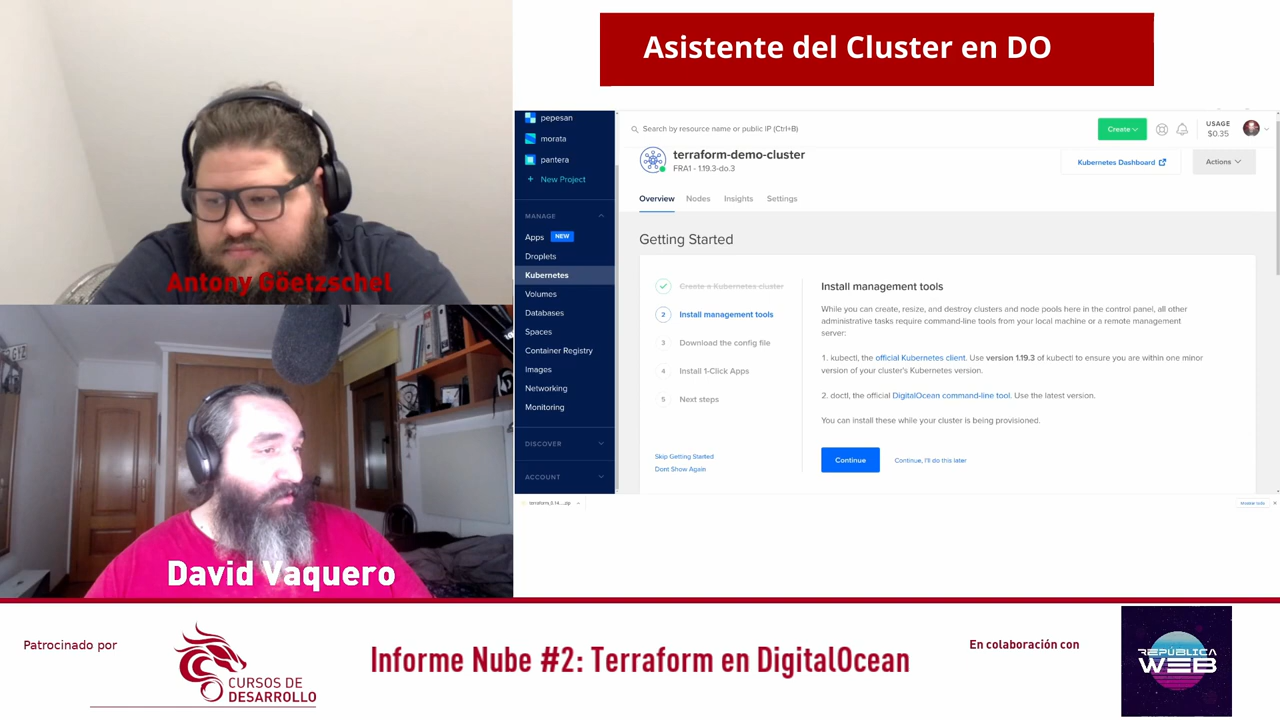 Asistente del Cluster en DO
pepesan
morata
pantera
+ New Project
MANAGE
Apps NEW
Droplets
Kubernetes
Volumes
Databases
Spaces
Container Registry
Images
Networking
Monitoring
DISCOVER
ACCOUNT
Search by resource name or public IP (Ctrl+B)
Create
USAGE
$0.35
terraform-demo-cluster
FRA1 - 1.19.3-do.3
Kubernetes Dashboard
Actions
Overview Nodes Insights Settings
Getting Started
Create a Kubernetes cluster
2 Install management tools
3 Download the config file
4 Install 1-Click Apps
5 Next steps
Skip Getting Started
Dont Show Again
Install management tools
While you can create, resize, and destroy clusters and node pools here in the control panel, all other
administrative tasks require command-line tools from your local machine or a remote management
server:
1. kubectl, the official Kubernetes client. Use version 1.19.3 of kubectl to ensure you are within one minor
version of your cluster's Kubernetes version.
2. doctl, the official DigitalOcean command-line tool. Use the latest version.
You can install these while your cluster is being provisioned.
Continue
Continue, I'll do this later
Antony Göetzschel
David Vaquero
Patrocinado por
CURSOS DE
DESARROLLO
Informe Nube #2: Terraform en DigitalOcean
En colaboración con
REPÚBLICA
WEB